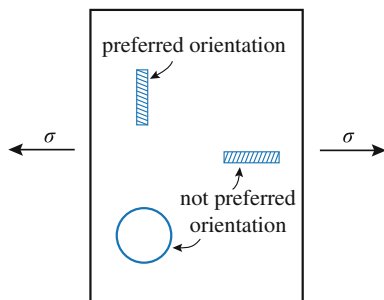 preferred orientation
σ
σ
not preferred
orientation